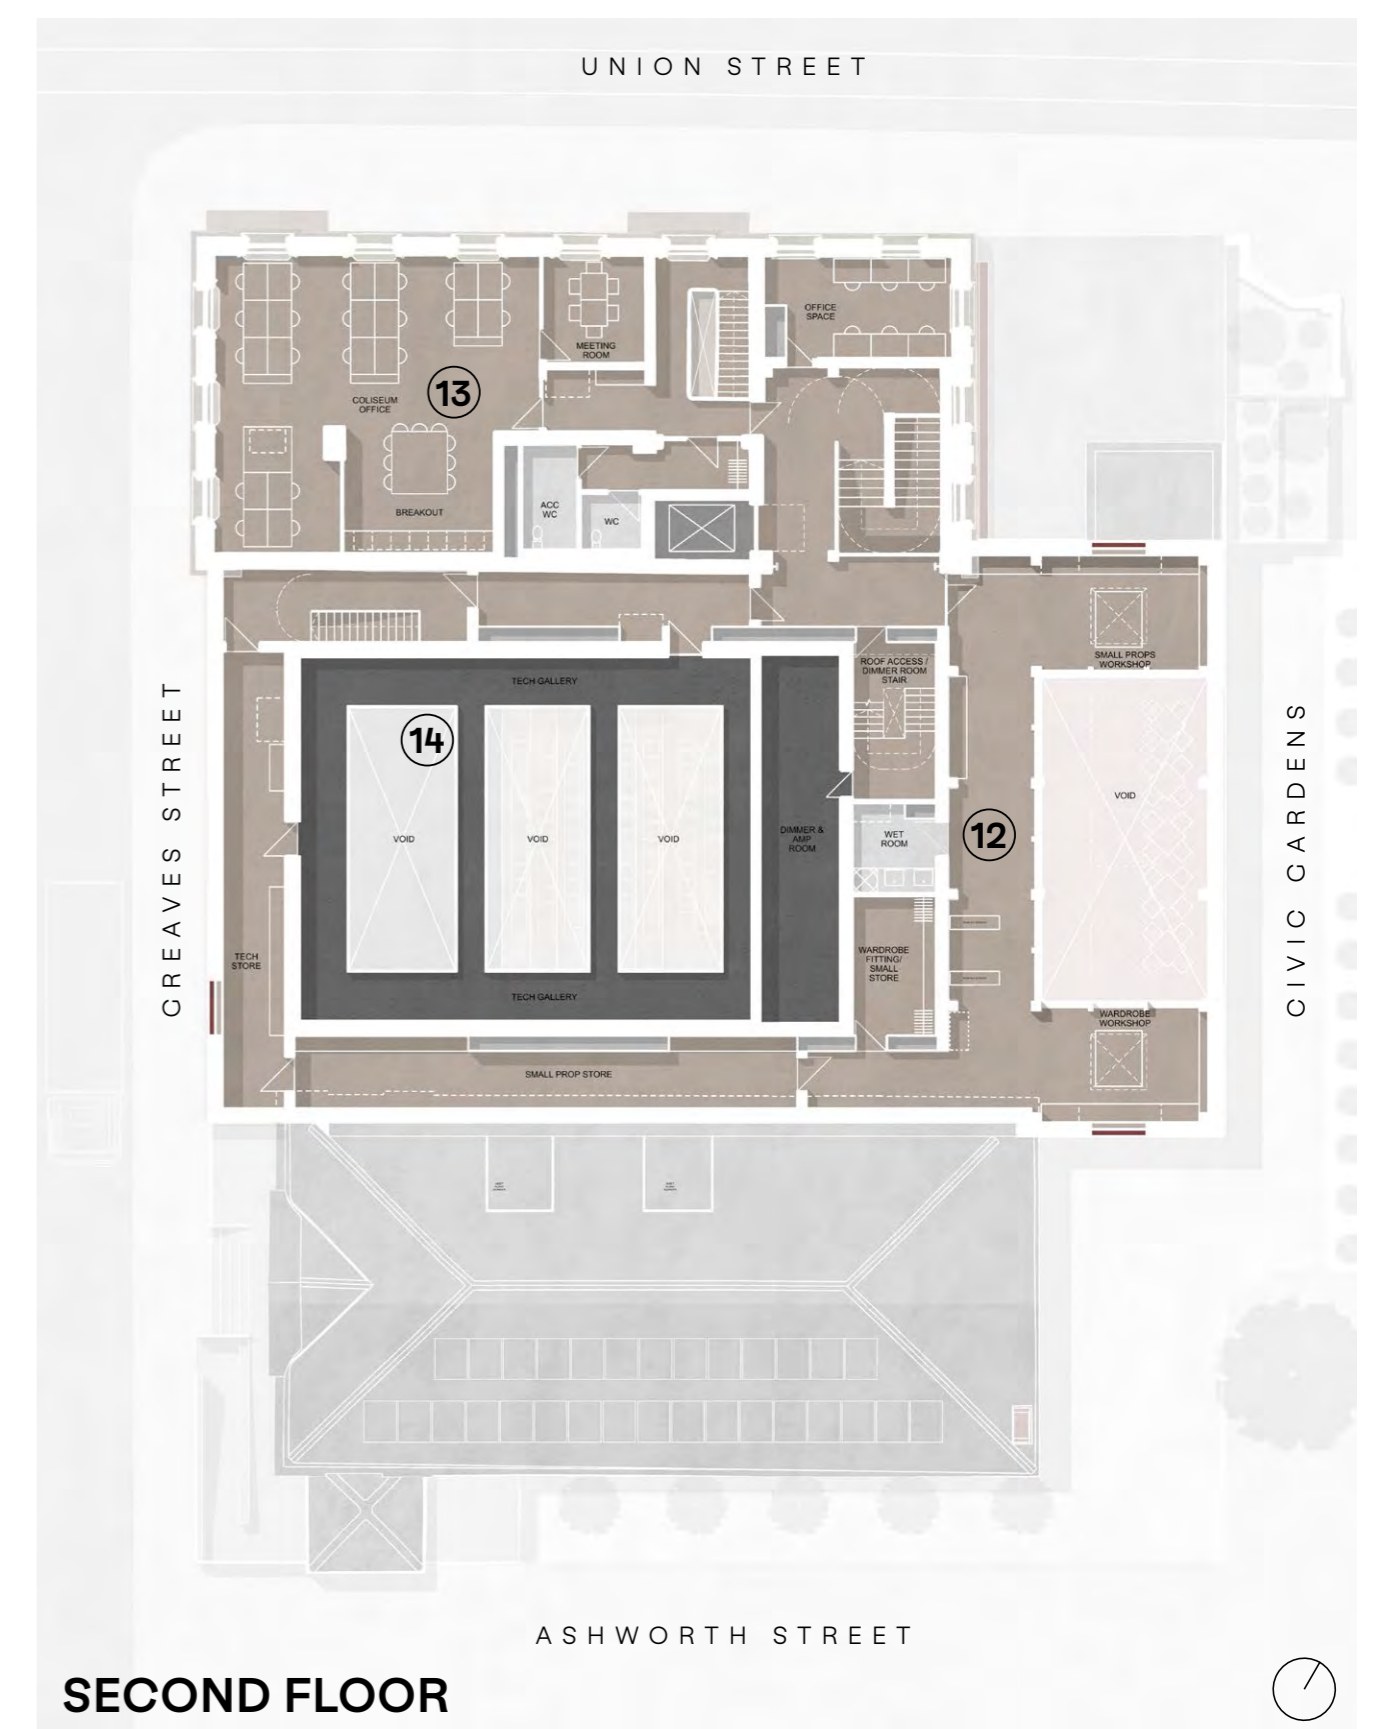 UNION STREET
OFFICE
SPACE
MEETING
ROOM
13
COLISEUM
OFFICE
BREAKOUT
ACC
WC
WC
SMALL PROPS
WORKSHOP
ROOF ACCESS /
DIMMER ROOM
STAIR
TECH GALLERY
14
GREAVES STREET
CIVIC GARDENS
VOID
VOID
VOID
VOID
DIMMER &
AMP
ROOM
WET
ROOM
12
TECH
STORE
WARDROBE
FITTING/
SMALL
STORE
TECH GALLERY
WARDROBE
WORKSHOP
SMALL PROP STORE
ASHWORTH STREET
SECOND FLOOR